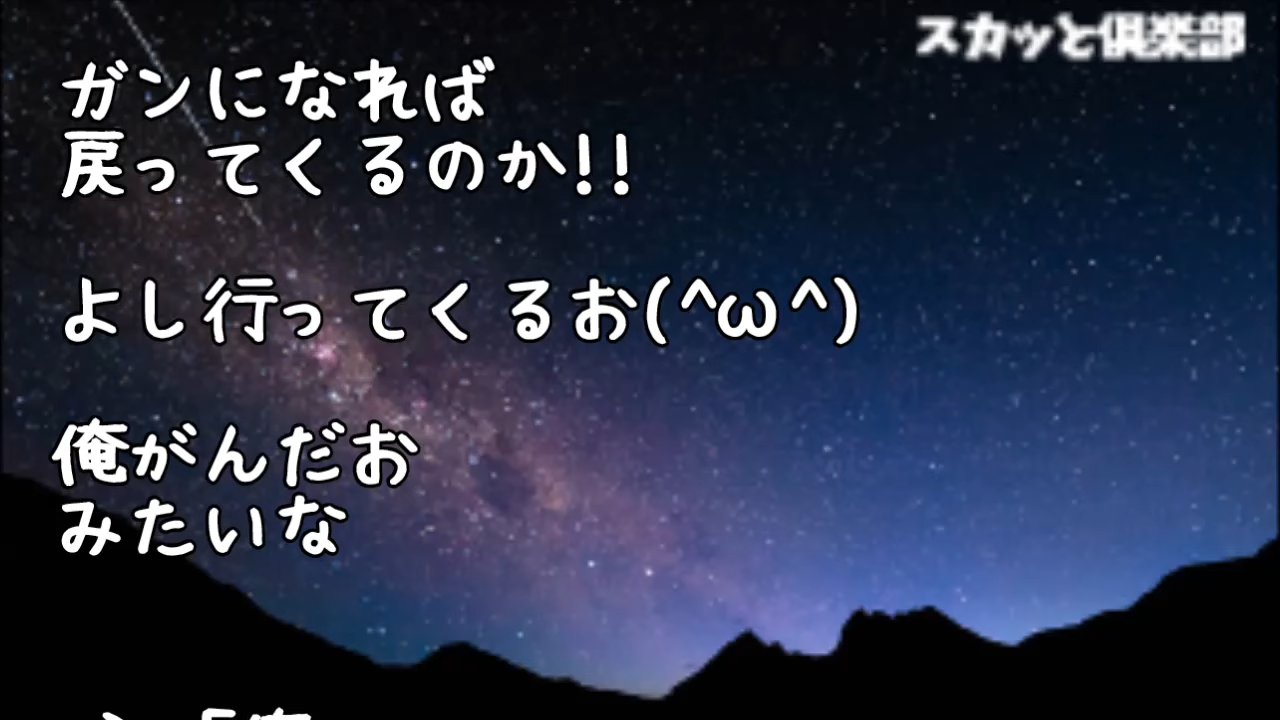 スカッと倶楽部
ガンになれば
戻ってくるのか!!
よし行ってくるお(^ω^)
俺がんだお
みたいな